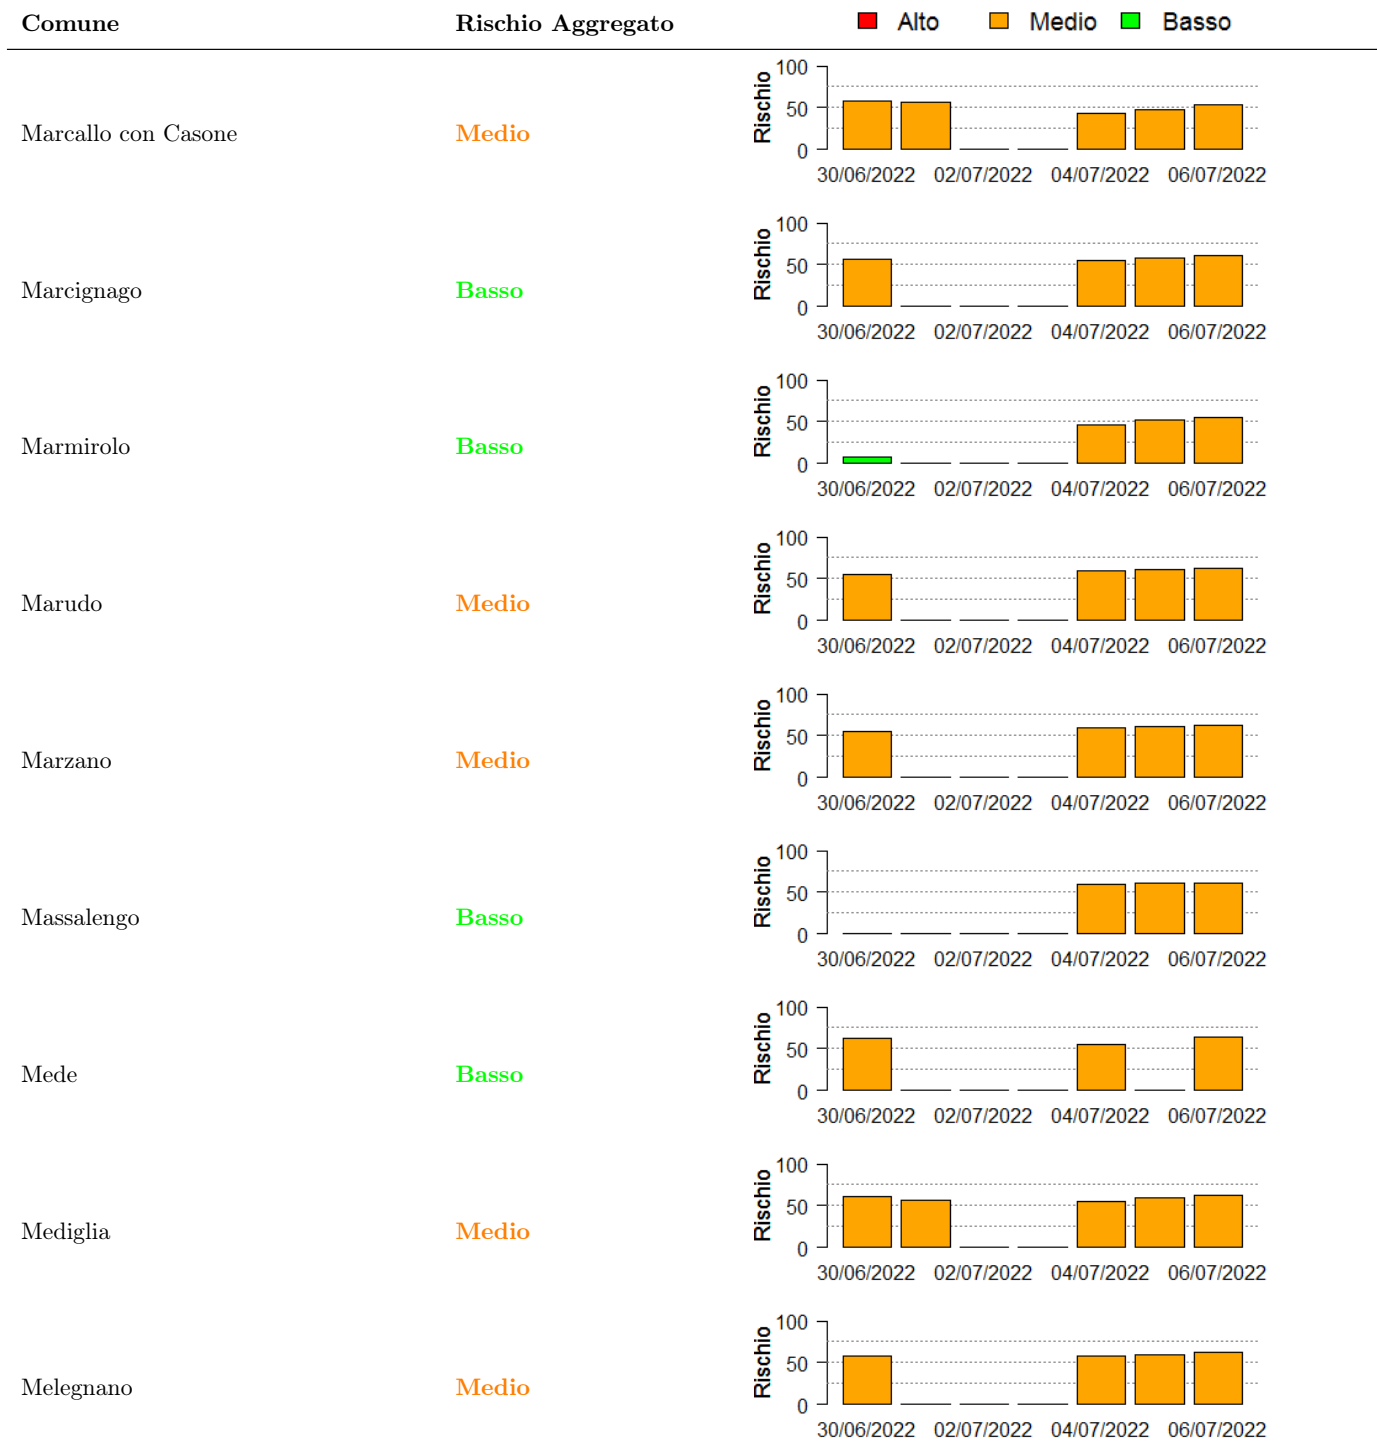 Comune Rischio Aggregato Alto Medio Basso
Marcallo con Casone Medio
Rischio
100
50
0
30/06/2022 02/07/2022 04/07/2022 06/07/2022
Marcignago Basso
Rischio
100
50
0
30/06/2022 02/07/2022 04/07/2022 06/07/2022
Marmirolo Basso
Rischio
100
50
0
30/06/2022 02/07/2022 04/07/2022 06/07/2022
Marudo Medio
Rischio
100
50
0
30/06/2022 02/07/2022 04/07/2022 06/07/2022
Marzano Medio
Rischio
100
50
0
30/06/2022 02/07/2022 04/07/2022 06/07/2022
Massalengo Basso
Rischio
100
50
0
30/06/2022 02/07/2022 04/07/2022 06/07/2022
Mede Basso
Rischio
100
50
0
30/06/2022 02/07/2022 04/07/2022 06/07/2022
Mediglia Medio
Rischio
100
50
0
30/06/2022 02/07/2022 04/07/2022 06/07/2022
Melegnano Medio
Rischio
100
50
0
30/06/2022 02/07/2022 04/07/2022 06/07/2022